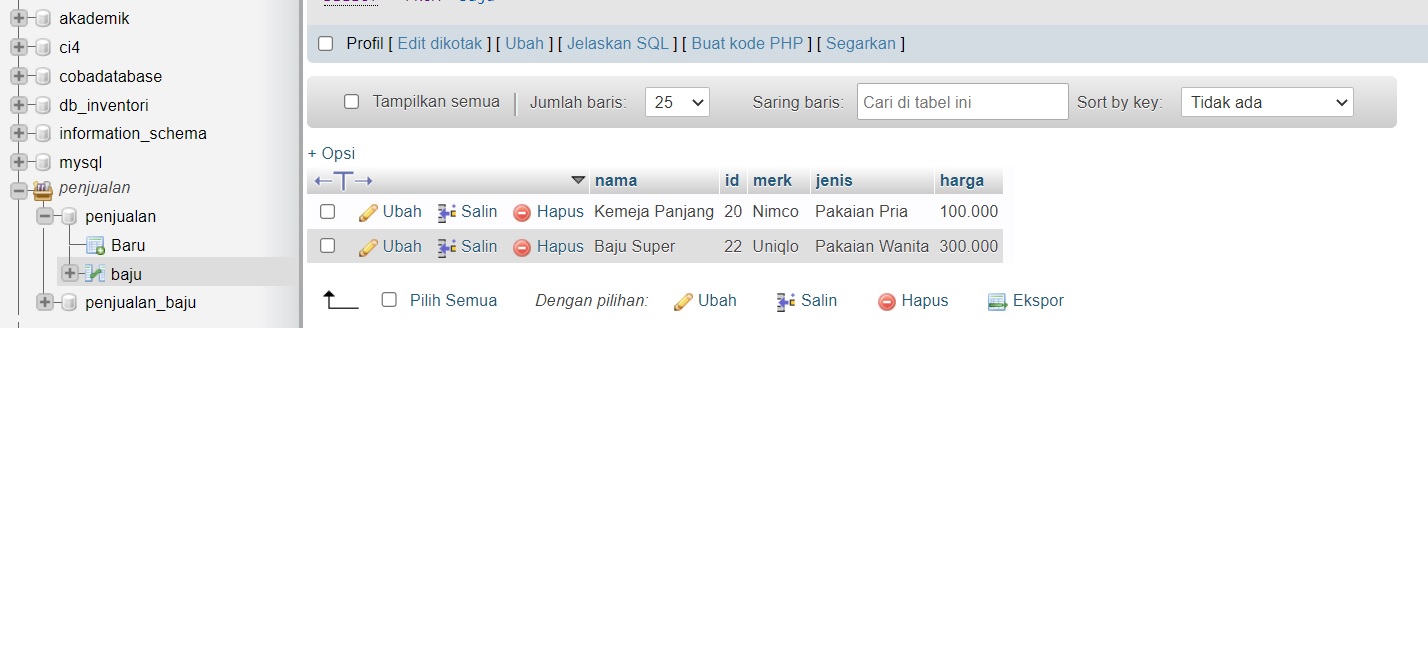 akademik
ci4
cobadatabase
db_inventori
information_schema
mysql
penjualan
penjualan
Baru
baju
penjualan_baju
Profil [ Edit dikotak ] [ Ubah ] [ Jelaskan SQL ] [ Buat kode PHP ] [ Segarkan ]
Tampilkan semua | Jumlah baris: 25 Saring baris: Cari di tabel ini Sort by key: Tidak ada
+ Opsi
←T→ nama id merk jenis harga
Ubah Salin Hapus Kemeja Panjang 20 Nimco Pakaian Pria 100.000
Ubah Salin Hapus Baju Super 22 Uniqlo Pakaian Wanita 300.000
Pilih Semua Dengan pilihan: Ubah Salin Hapus Ekspor